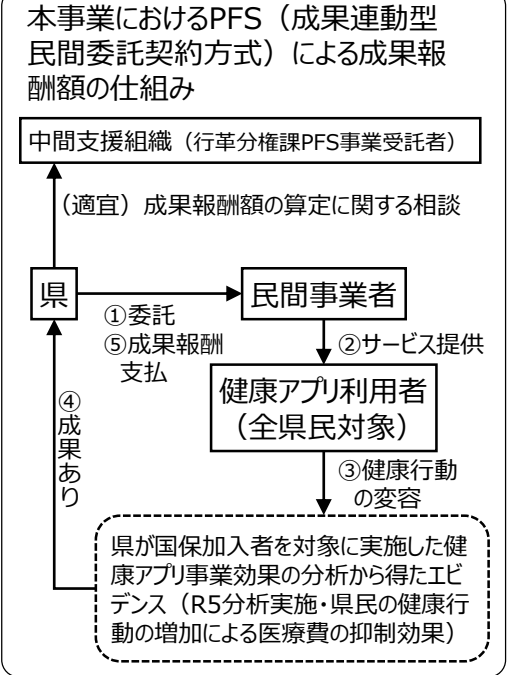 本事業におけるPFS（成果連動型
民間委託契約方式）による成果報
酬額の仕組み
中間支援組織（行革分権課PFS事業受託者）
（適宜）成果報酬額の算定に関する相談
県
民間事業者
①委託
⑤成果報酬
支払
②サービス提供
健康アプリ利用者
（全県民対象）
④成果あり
③健康行動
の変容
県が国保加入者を対象に実施した健
康アプリ事業効果の分析から得たエビ
デンス（R5分析実施・県民の健康行
動の増加による医療費の抑制効果）